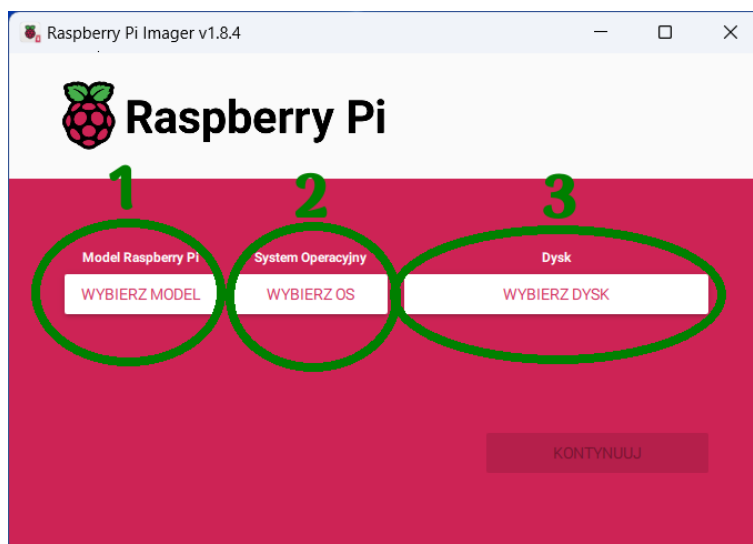 Raspberry Pi Imager v1.8.4
Raspberry Pi
1 2 3
Model Raspberry Pi System Operacyjny Dysk
WYBIERZ MODEL WYBIERZ OS WYBIERZ DYSK
KONTYNUUJ